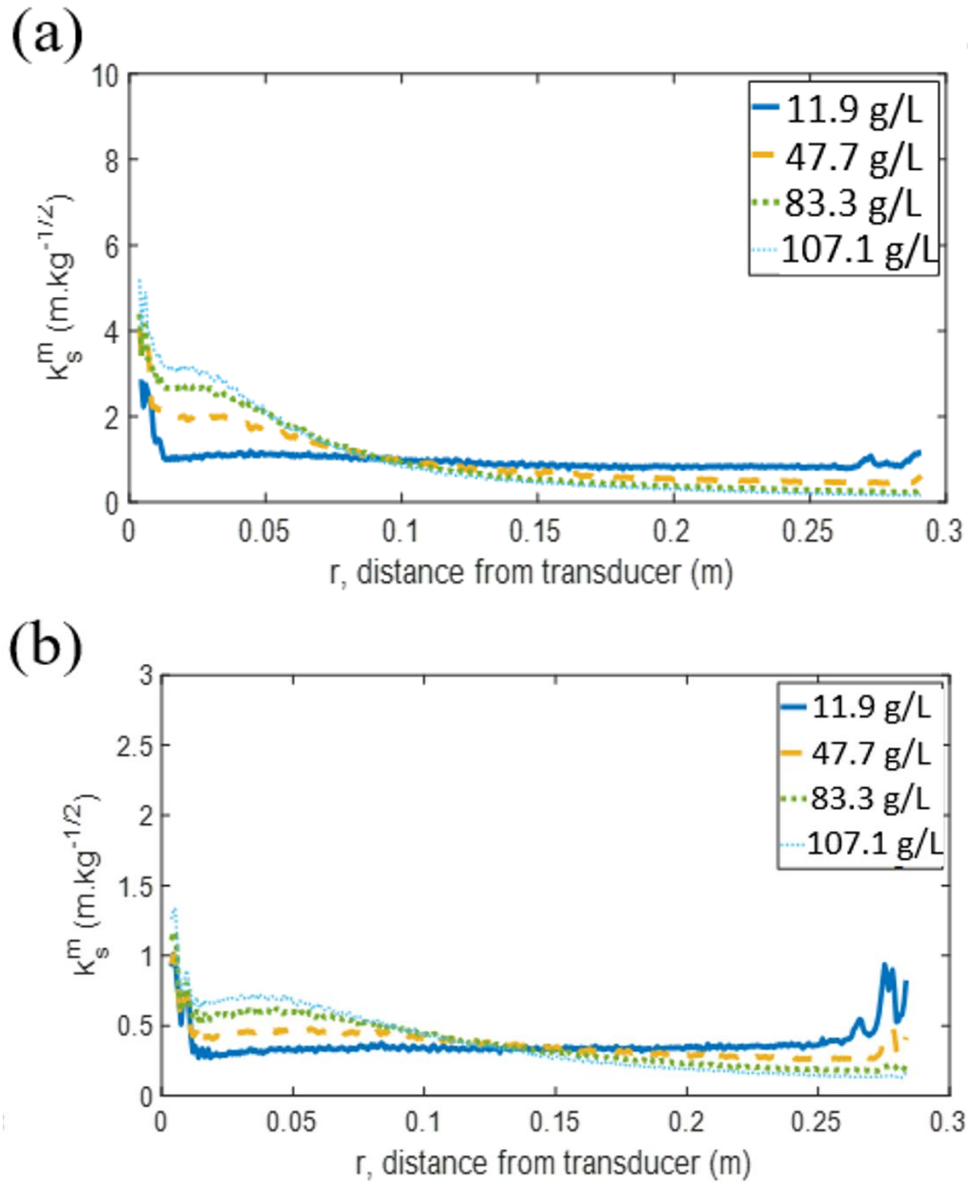 (a)
10
8
6
4
2
0
k_s^m (m.kg^-1/2)
11.9 g/L
47.7 g/L
83.3 g/L
107.1 g/L
0 0.05 0.1 0.15 0.2 0.25 0.3
r, distance from transducer (m)
(b)
3
2.5
2
1.5
1
0.5
0
k_s^m (m.kg^-1/2)
11.9 g/L
47.7 g/L
83.3 g/L
107.1 g/L
0 0.05 0.1 0.15 0.2 0.25 0.3
r, distance from transducer (m)